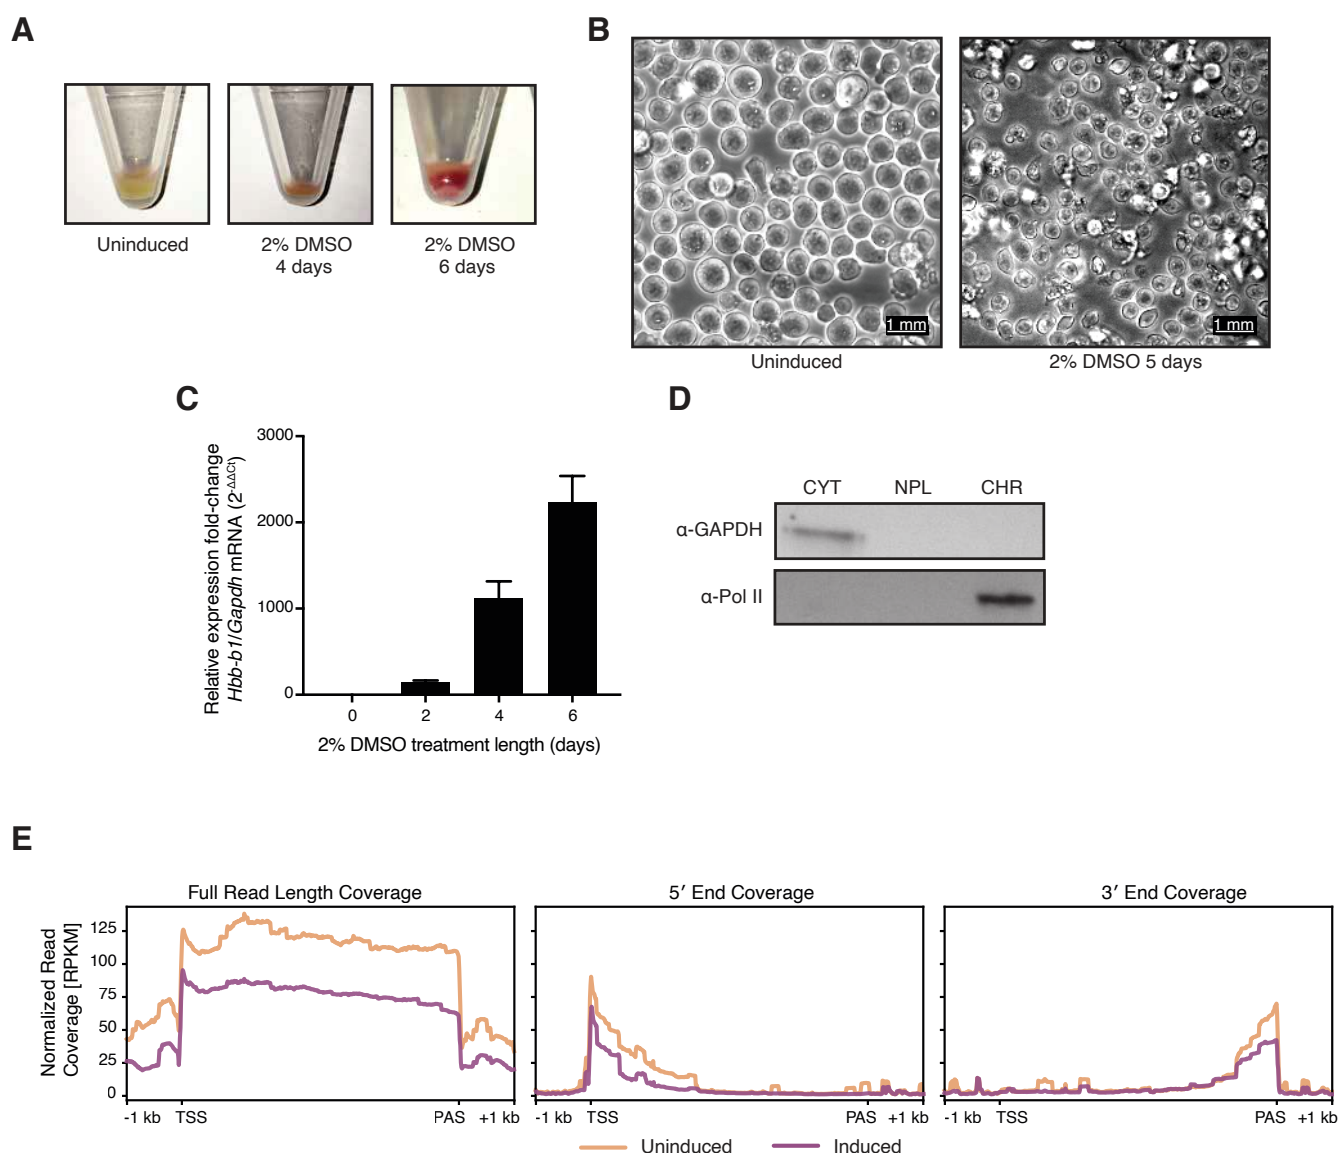 A
B
Uninduced
2% DMSO
4 days
2% DMSO
6 days
1 mm
1 mm
Uninduced
2% DMSO 5 days
C
D
Relative expression fold-change
Hbb-b1/Gapdh mRNA (2-ΔΔCt)
3000
2000
1000
0
0
2
4
6
2% DMSO treatment length (days)
CYT
NPL
CHR
α-GAPDH
α-Pol II
E
Full Read Length Coverage
5′ End Coverage
3′ End Coverage
Normalized Read
Coverage [RPKM]
125
100
75
50
25
0
-1 kb TSS PAS +1 kb
-1 kb TSS PAS +1 kb
-1 kb TSS PAS +1 kb
Uninduced
Induced